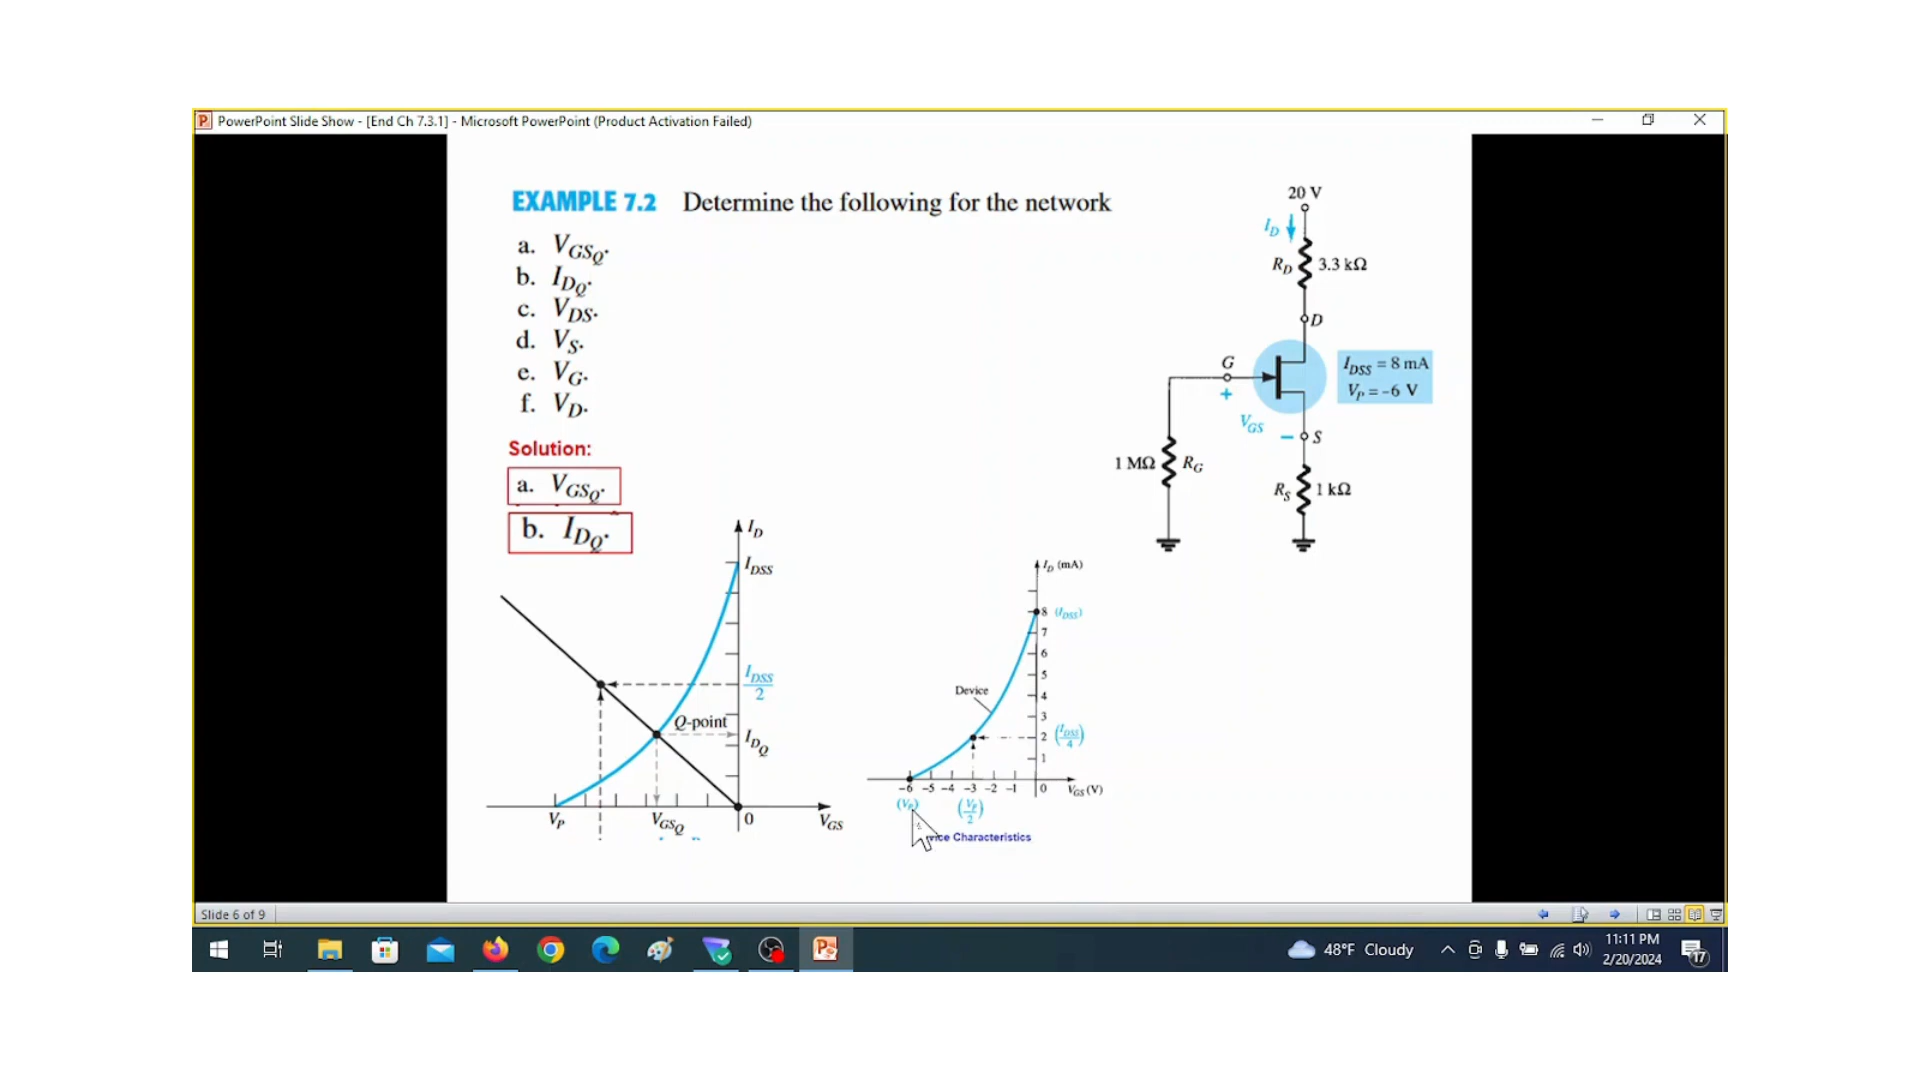 PowerPoint Slide Show - [End Ch 7.3.1] - Microsoft PowerPoint (Product Activation Failed)
EXAMPLE 7.2 Determine the following for the network
a. VGSQ.
b. IDQ.
c. VDS.
d. VS.
e. VG.
f. VD.
Solution:
a. VGSQ.
b. IDQ.
20 V
ID
RD 3.3 kΩ
D
G
IDSS = 8 mA
VP = -6 V
+
VGS
– S
1 MΩ RG
RS 1 kΩ
ID
IDSS
IDSS/2
Q-point
IDQ
VP VGSQ 0 VGS
ID (mA)
8 (IDSS)
7
6
5
Device
4
3
2 (IDSS/4)
1
-6 -5 -4 -3 -2 -1 0 VGS (V)
(VP) (VP/2)
Characteristics
Slide 6 of 9
48°F Cloudy
11:11 PM
2/20/2024
17